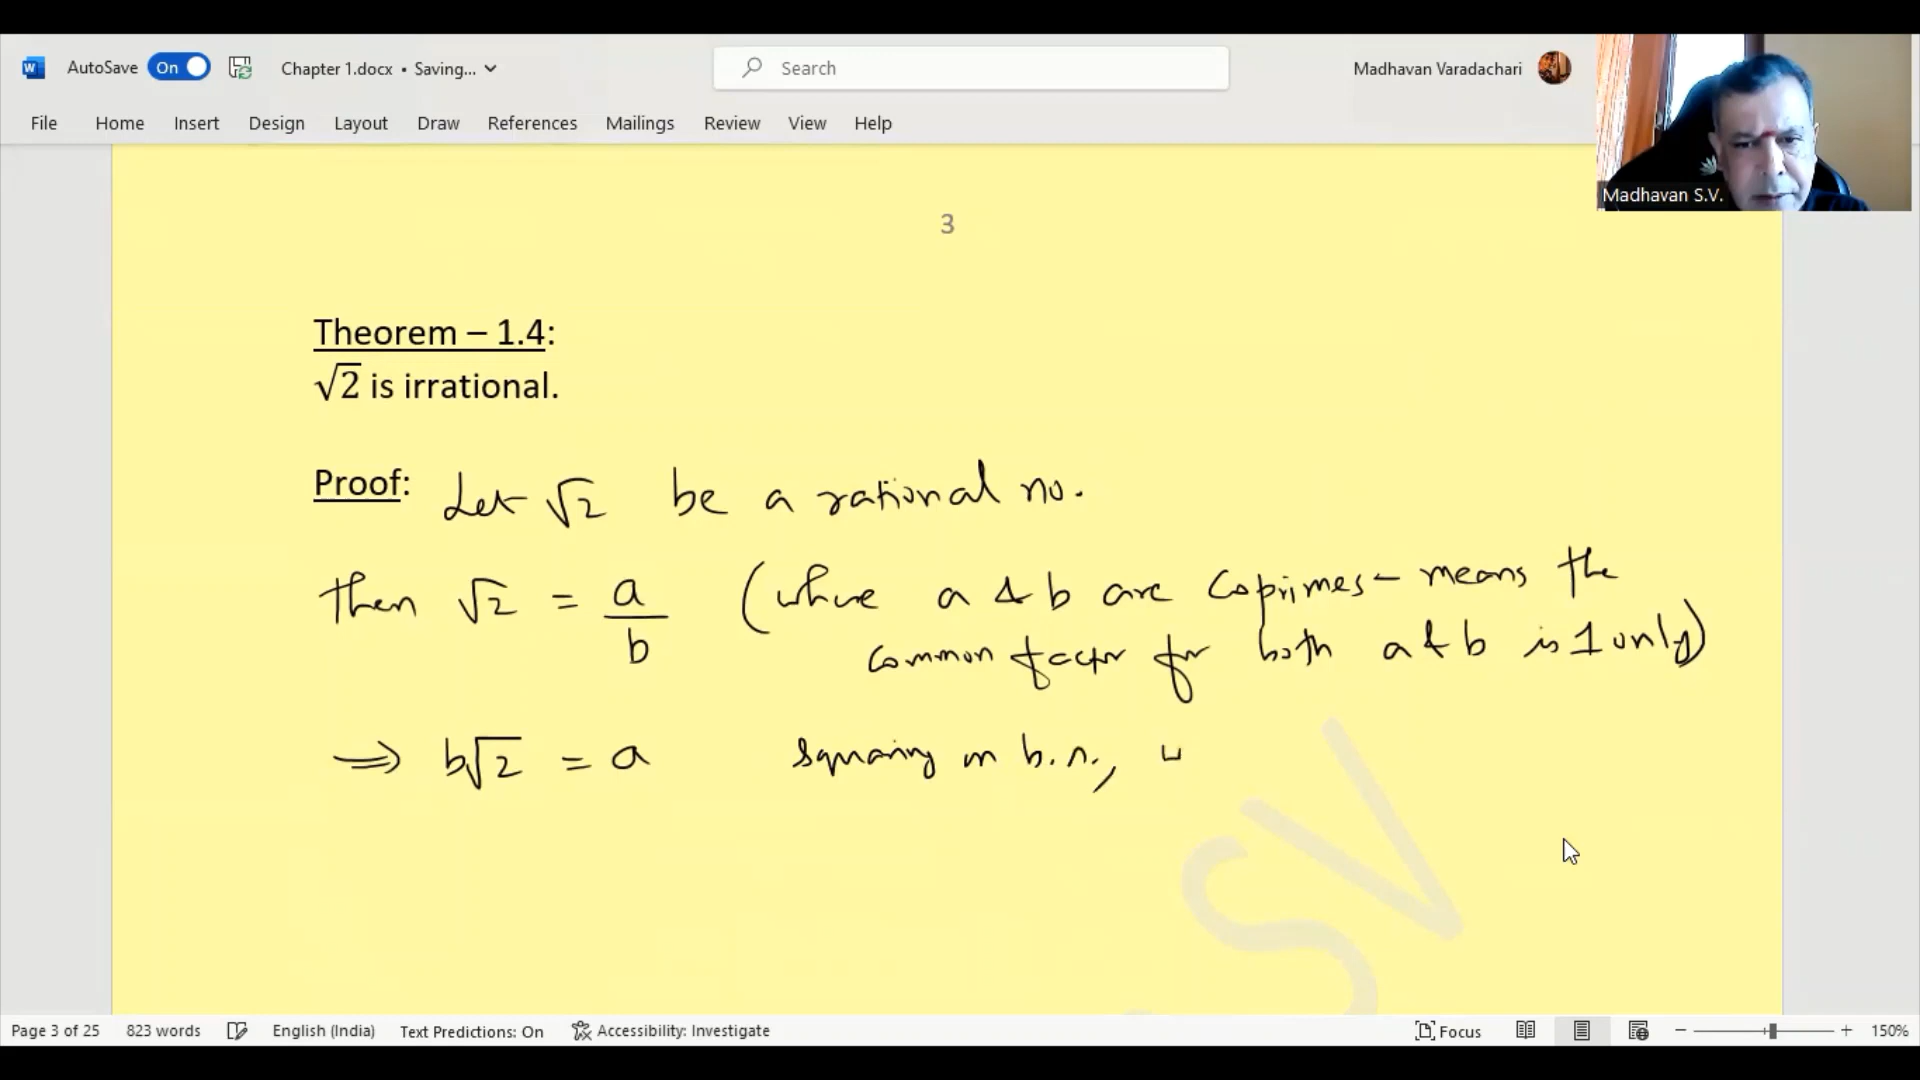 AutoSave On Chapter 1.docx • Saving... Search Madhavan Varadachari
File Home Insert Design Layout Draw References Mailings Review View Help
Madhavan S.V.
3
Theorem – 1.4:
√2 is irrational.
Proof: Let √2 be a rational no.
then √2 = a/b (where a & b are coprimes – means the
common factor for both a & b is 1 only)
⇒ b√2 = a squaring on b.s.,
SV
Page 3 of 25 823 words English (India) Text Predictions: On Accessibility: Investigate Focus 150%